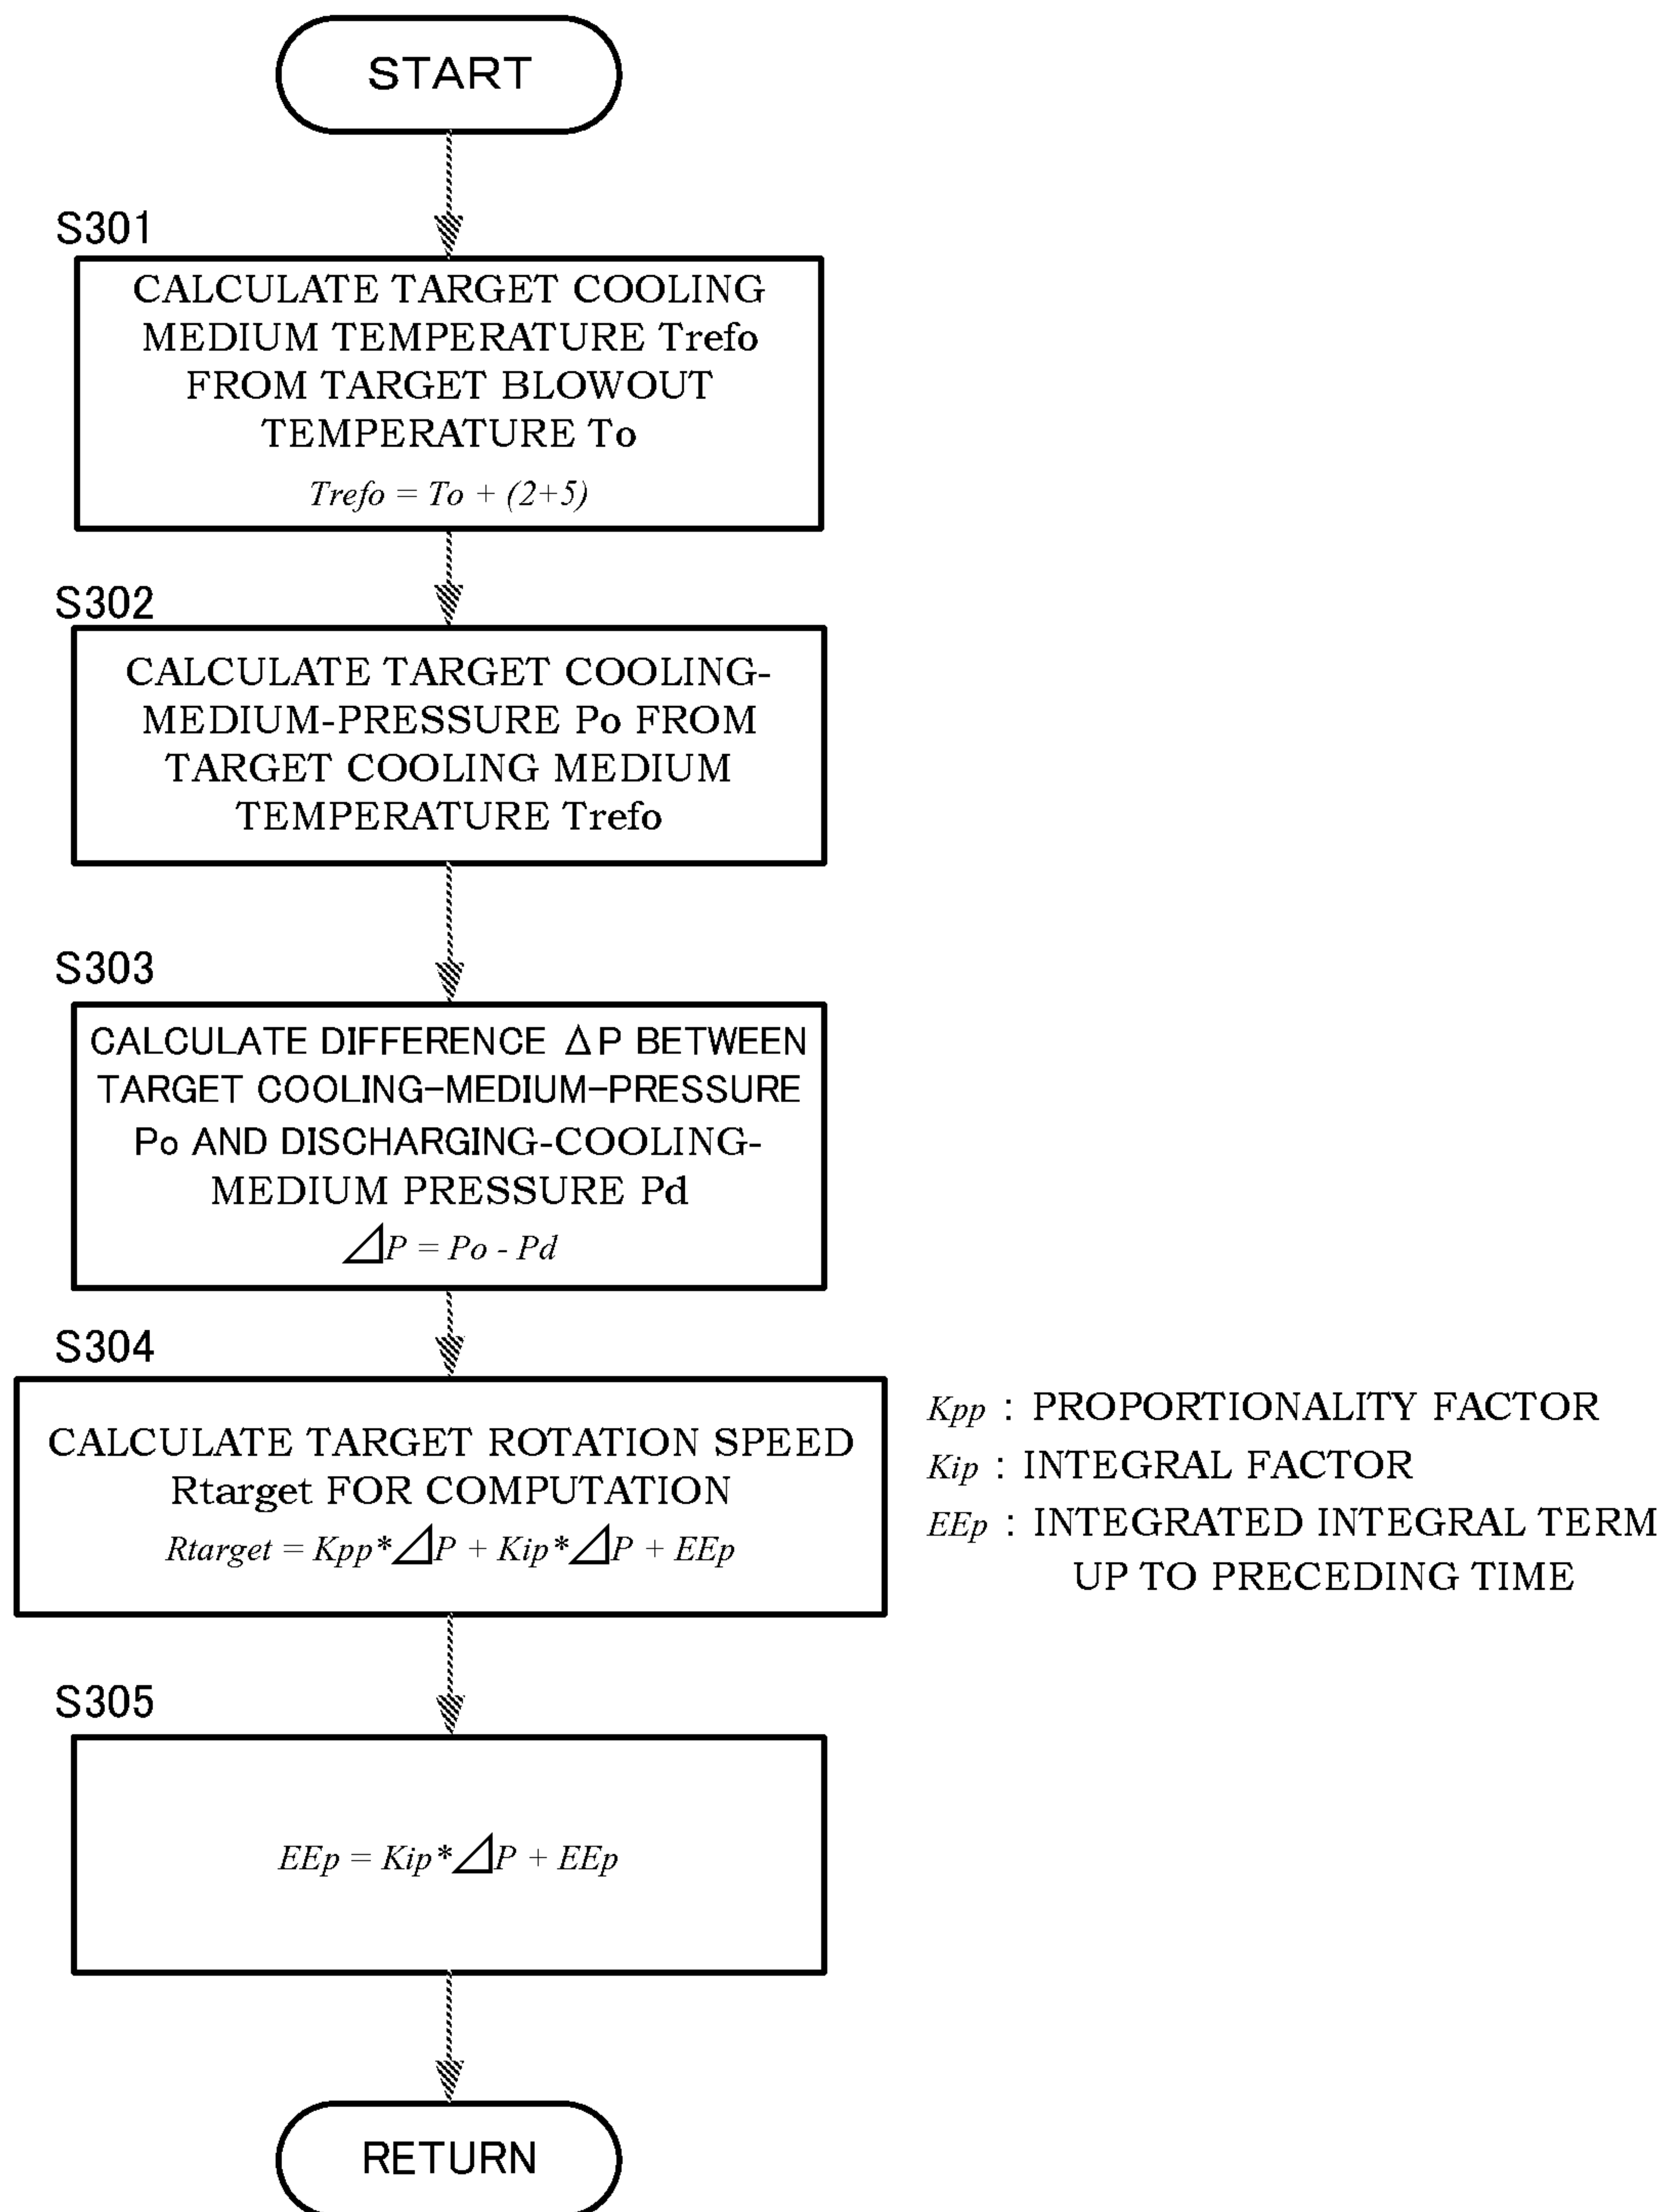 START
S301
CALCULATE TARGET COOLING
MEDIUM TEMPERATURE Trefo
FROM TARGET BLOWOUT
TEMPERATURE To
Trefo = To + (2+5)
S302
CALCULATE TARGET COOLING-
MEDIUM-PRESSURE Po FROM
TARGET COOLING MEDIUM
TEMPERATURE Trefo
S303
CALCULATE DIFFERENCE ΔP BETWEEN
TARGET COOLING-MEDIUM-PRESSURE
Po AND DISCHARGING-COOLING-
MEDIUM PRESSURE Pd
⊿P = Po - Pd
S304
CALCULATE TARGET ROTATION SPEED
Rtarget FOR COMPUTATION
Rtarget = Kpp*⊿P + Kip*⊿P + EEp
Kpp : PROPORTIONALITY FACTOR
Kip : INTEGRAL FACTOR
EEp : INTEGRATED INTEGRAL TERM
UP TO PRECEDING TIME
S305
EEp = Kip*⊿P + EEp
RETURN